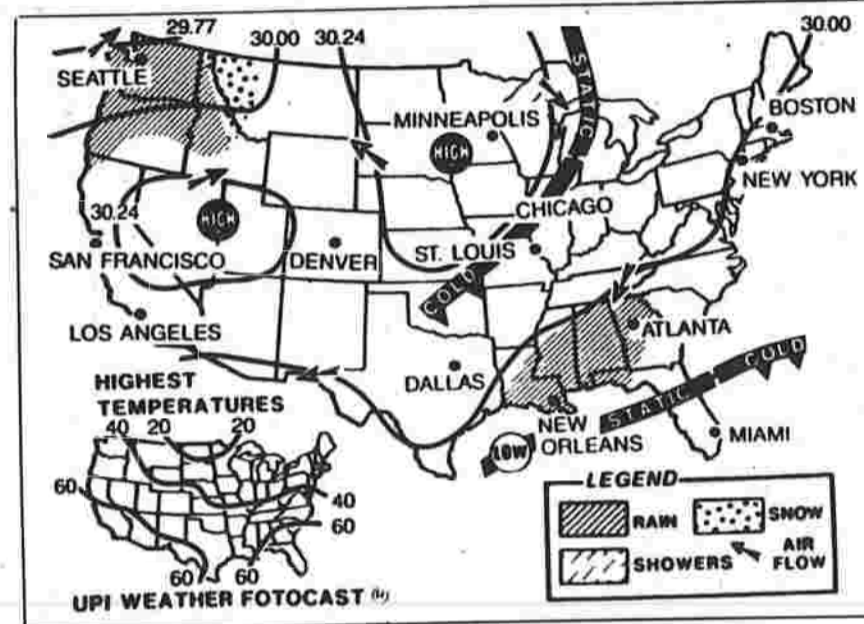 29.77
30.00
30.24
30.00
SEATTLE
STATIC
MINNEAPOLIS
BOSTON
HIGH
NEW YORK
CHICAGO
30.24
HIGH
SAN FRANCISCO
DENVER
ST. LOUIS
COLD
LOS ANGELES
ATLANTA
DALLAS
COLD
STATIC
HIGHEST
TEMPERATURES
NEW
ORLEANS
MIAMI
LOW
40
20
20
60
40
60
60
60
LEGEND
RAIN
SNOW
SHOWERS
AIR
FLOW
UPI WEATHER FOTOCAST